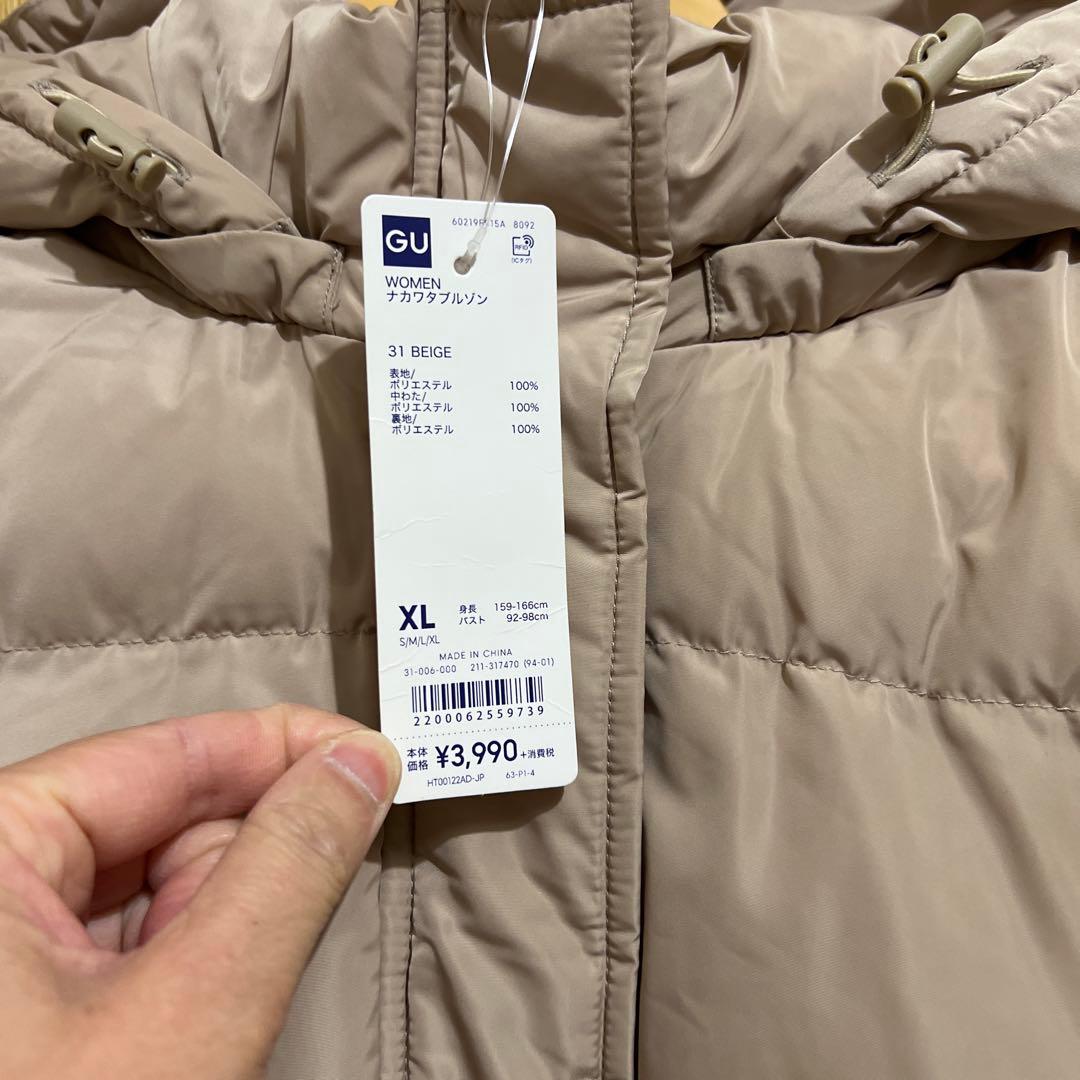 GU
8092
RFID
(ICタグ)
WOMEN
ナカワタブルゾン
31 BEIGE
表地/
ポリエステル 100%
中わた/
ポリエステル 100%
裏地/
ポリエステル 100%
XL 身長 159-166cm
S/M/L/XL バスト 92-98cm
MADE IN CHINA
31-006-000 211-317470 (94-01)
2200062559739
本体価格 ¥3,990 +消費税
HT00122AD-JP 63-P1-4